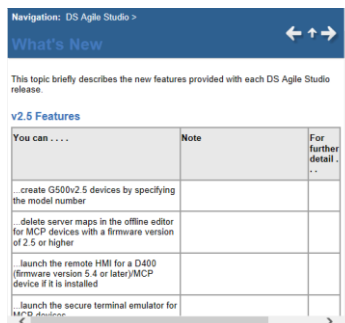 Navigation: DS Agile Studio >
What's New
This topic briefly describes the new features provided with each DS Agile Studio
release.
v2.5 Features
You can . . . .
Note
For
further
detail .
. .
...create G500v2.5 devices by specifying
the model number
...delete server maps in the offline editor
for MCP devices with a firmware version
of 2.5 or higher
...launch the remote HMI for a D400
(firmware version 5.4 or later)/MCP
device if it is installed
...launch the secure terminal emulator for
MCP devices